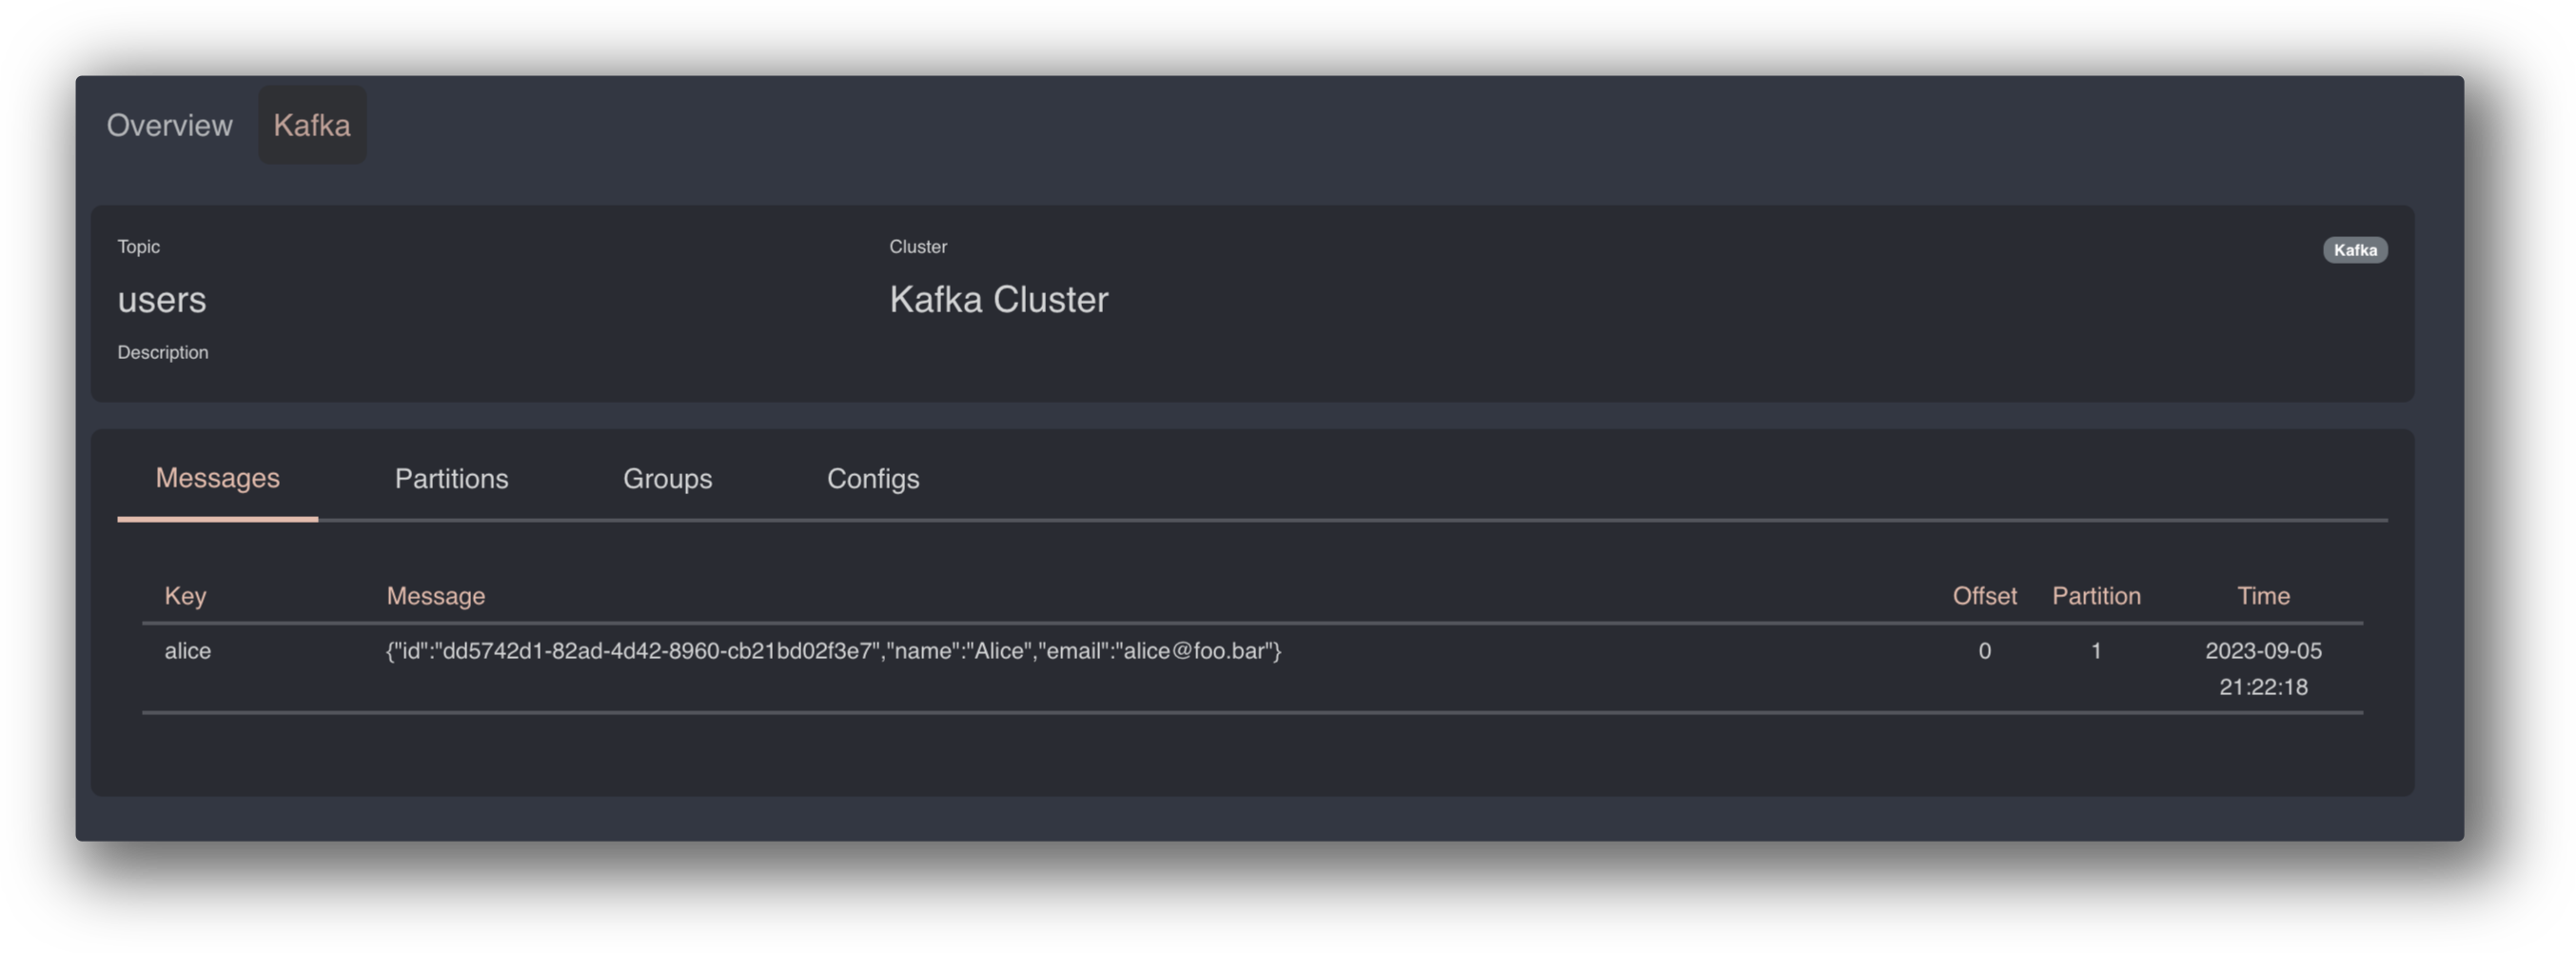 Overview Kafka
Topic Cluster Kafka
users Kafka Cluster
Description
Messages Partitions Groups Configs
Key Message Offset Partition Time
alice {"id":"dd5742d1-82ad-4d42-8960-cb21bd02f3e7","name":"Alice","email":"alice@foo.bar"} 0 1 2023-09-05
21:22:18